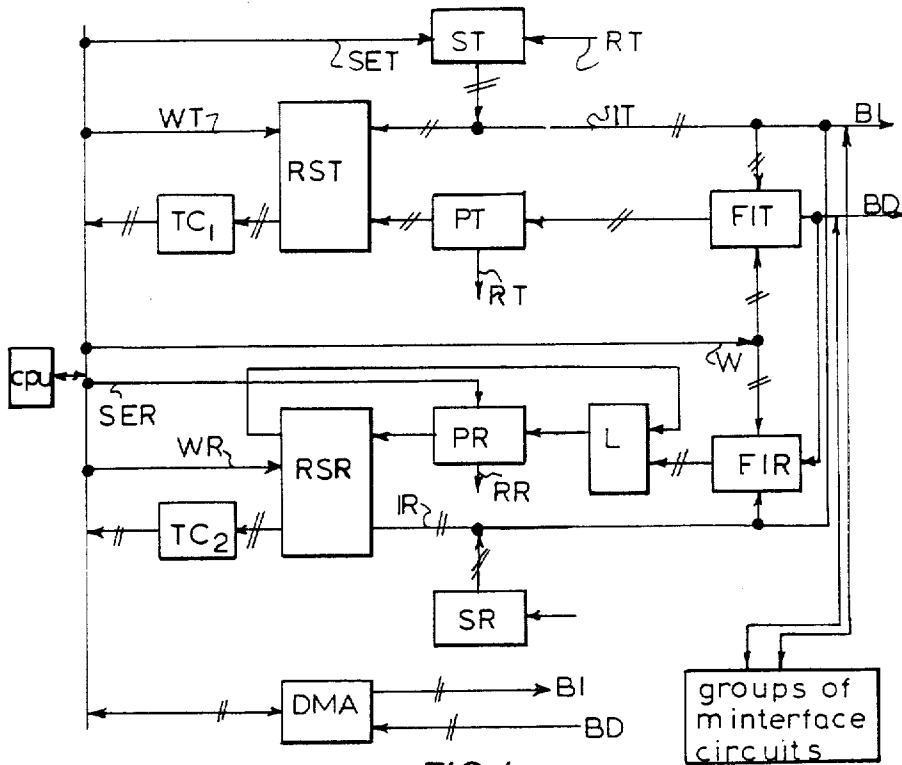 ST
RT
SET
WT
IT
BI
RST
TC1
PT
FIT
BD
RT
W
cpu
SER
WR
RSR
PR
L
FIR
RR
IR
TC2
SR
DMA
BI
BD
groups of
m interface
circuits